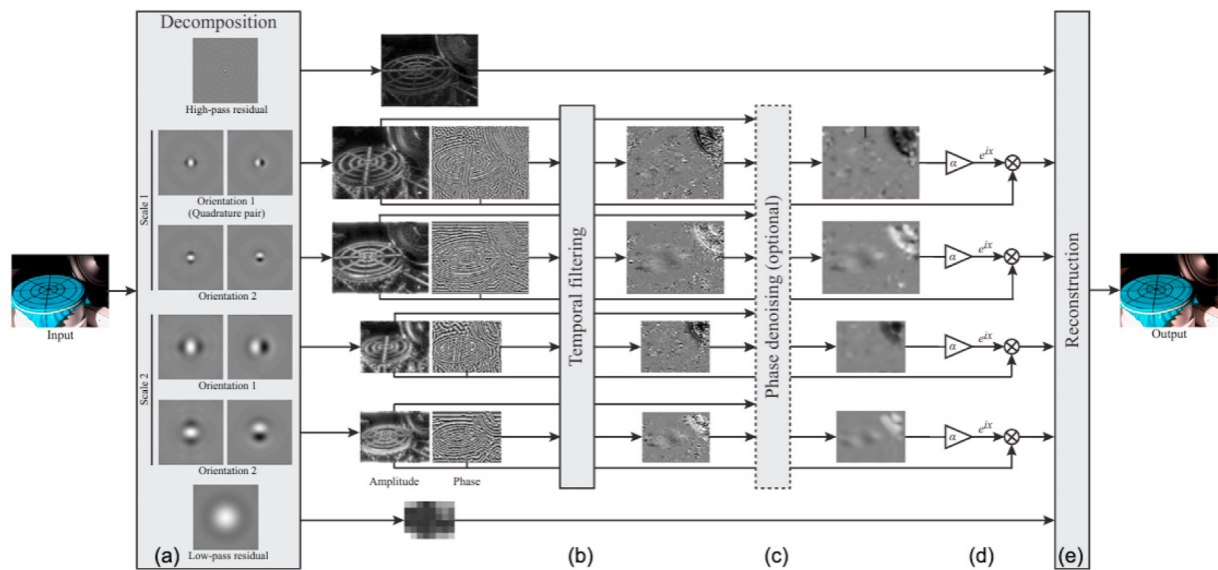 Decomposition
High-pass residual
Scale 1
Orientation 1
(Quadrature pair)
Orientation 2
Scale 2
Orientation 1
Orientation 2
Low-pass residual
Input
Amplitude
Phase
Temporal filtering
Phase denoising (optional)
α
e^{ix}
α
e^{ix}
α
e^{ix}
α
e^{ix}
Reconstruction
Output
(a)
(b)
(c)
(d)
(e)